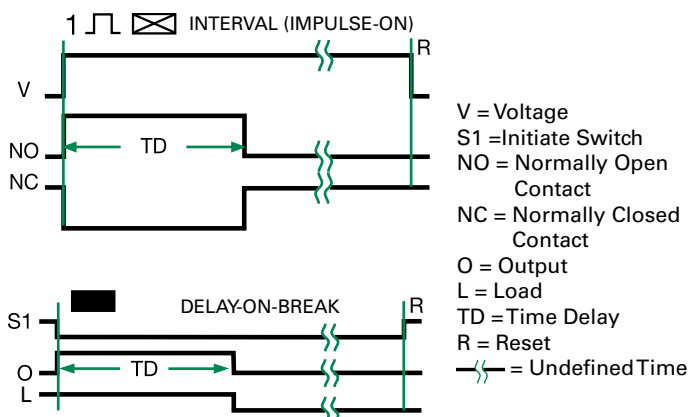 1 INTERVAL (IMPULSE-ON)
R
V
NO
TD
NC
DELAY-ON-BREAK
R
S1
O
TD
L
V = Voltage
S1 =Initiate Switch
NO = Normally Open
Contact
NC = Normally Closed
Contact
O = Output
L = Load
TD =Time Delay
R = Reset
= Undefined Time